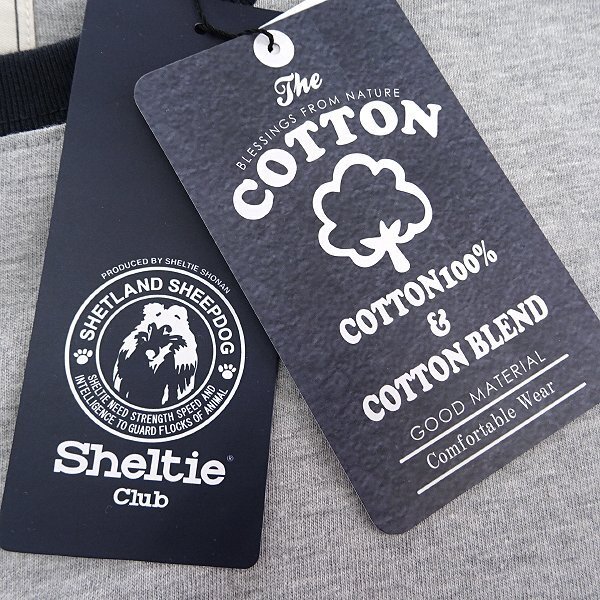 PRODUCED BY SHELTIE SHONAN
SHETLAND SHEEPDOG
SHELTIE NEED STRENGTH SPEED AND
INTELLIGENCE TO GUARD FLOCKS OF ANIMAL
Sheltie®
Club
The
BLESSINGS FROM NATURE
COTTON
COTTON100%
&
COTTON BLEND
GOOD MATERIAL
Comfortable Wear